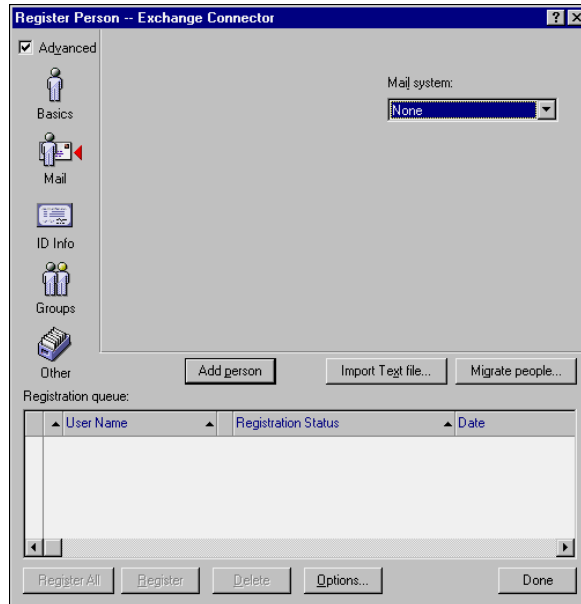 Register Person -- Exchange Connector
Advanced
Mail system:
None
Basics
Mail
ID Info
Groups
Other
Add person
Import Text file...
Migrate people...
Registration queue:
User Name
Registration Status
Date
Register All
Register
Delete
Options...
Done